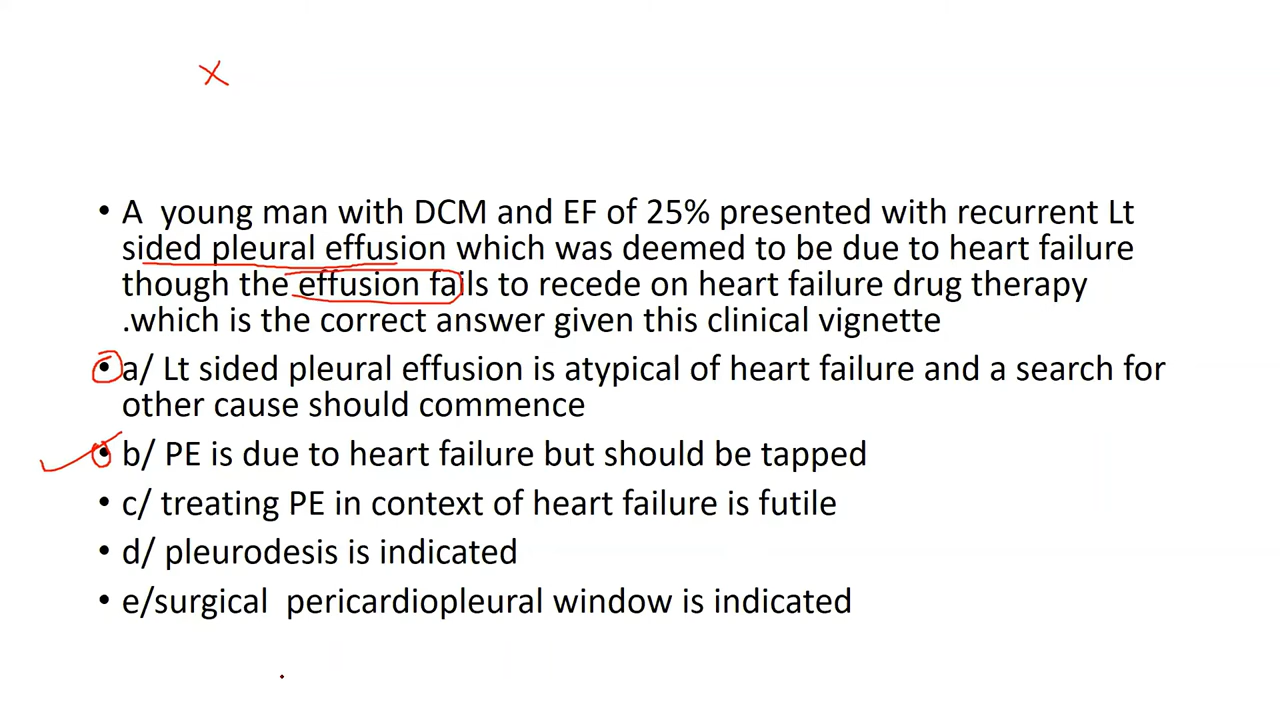 • A young man with DCM and EF of 25% presented with recurrent Lt
sided pleural effusion which was deemed to be due to heart failure
though the effusion fails to recede on heart failure drug therapy
.which is the correct answer given this clinical vignette
• a/ Lt sided pleural effusion is atypical of heart failure and a search for
other cause should commence
• b/ PE is due to heart failure but should be tapped
• c/ treating PE in context of heart failure is futile
• d/ pleurodesis is indicated
• e/surgical pericardiopleural window is indicated